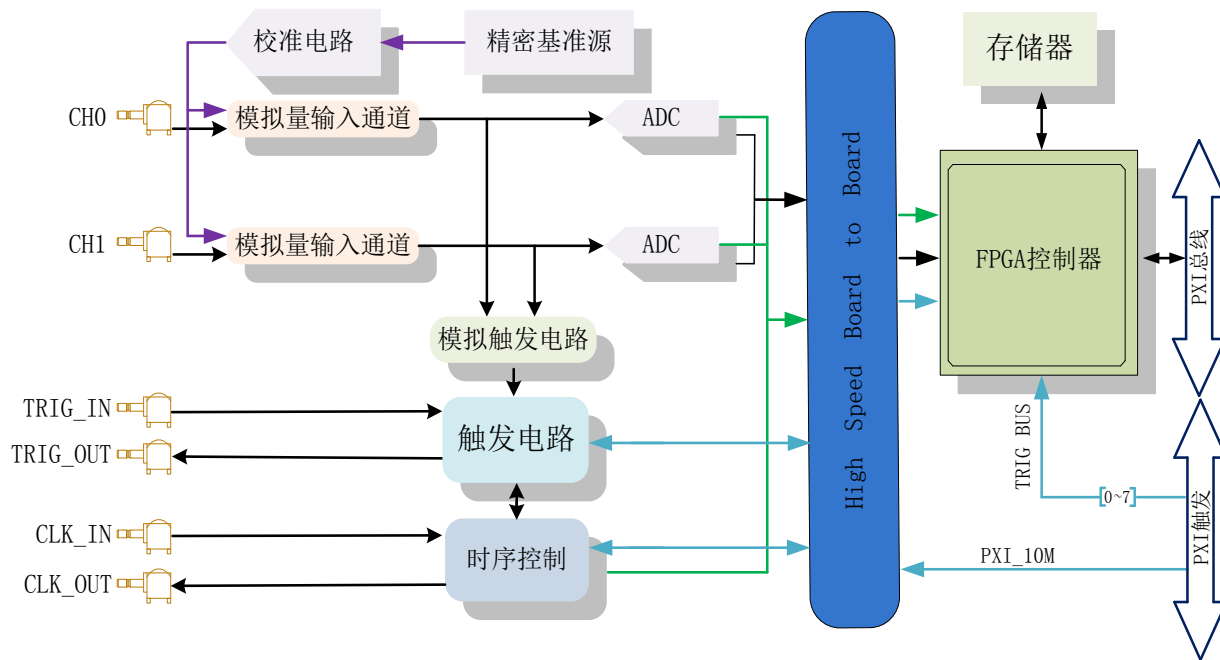 校准电路
精密基准源
存储器
CH0
模拟量输入通道
ADC
CH1
模拟量输入通道
ADC
High Speed Board to Board
FPGA控制器
PXI总线
模拟触发电路
TRIG_IN
TRIG_OUT
触发电路
TRIG BUS
[0~7]
PXI触发
CLK_IN
CLK_OUT
时序控制
PXI_10M